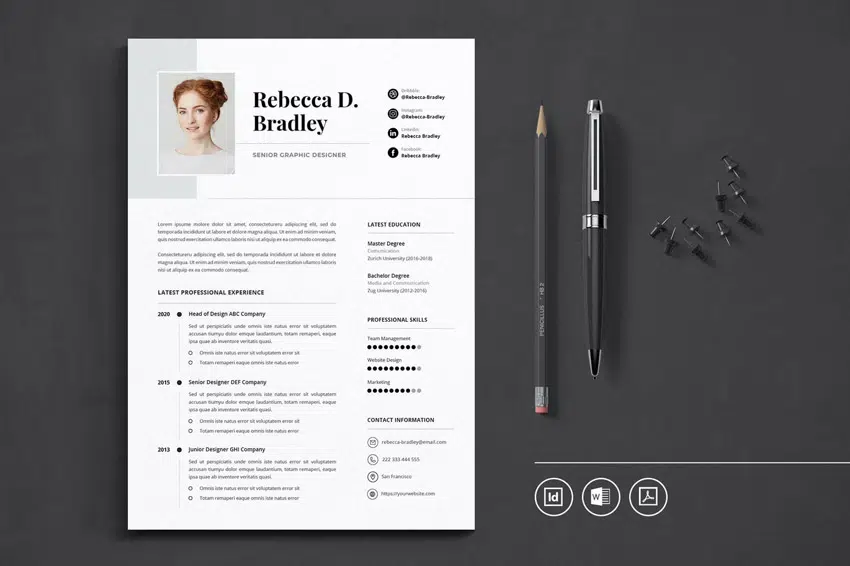 Rebecca D.
Bradley
SENIOR GRAPHIC DESIGNER
Dribbble
@Rebecca-Bradley
Instagram
@Rebecca-Bradley
Linkedin
Rebecca Bradley
Facebook
Rebecca Bradley
Lorem ipsume molore dolor sit amet, consectetureru adipiscing elit, sed do
temporada incididunt ut labore et dolore magna aliqua. Ut enim ad minim veniam,
quis nostrud exercitation ullamco laboris nisi ut aliquip ex ea commodo consequat.
Consectetureru adipiscing elit, sed do temporada incididunt ut labore et dolore
magna aliqua. Ut enim ad minim veniam, quis nostrud exercitation ullamco laboris
nisi ut aliquip ex ea commodo consequat.
LATEST PROFESSIONAL EXPERIENCE
2020
Head of Design ABC Company
Sed ut perspiciatis unde omnis iste natus error sit voluptatem
accusan tiumyu dolor emque laudantium, totam remaperi, eaque
ipsa quae ab inventore veritatis quasi.
Omnis iste natus error sit voluptatem error sit
Totam remaperi eaque omnis iste natus error
2015
Senior Designer DEF Company
Sed ut perspiciatis unde omnis iste natus error sit voluptatem
accusan tiumyu dolor emque laudantium, totam remaperi, eaque
ipsa quae ab inventore veritatis quasi.
Omnis iste natus error sit voluptatem error sit
Totam remaperi eaque omnis iste natus error
2013
Junior Designer GHI Company
Sed ut perspiciatis unde omnis iste natus error sit voluptatem
accusan tiumyu dolor emque laudantium, totam remaperi, eaque
ipsa quae ab inventore veritatis quasi.
Omnis iste natus error sit voluptatem error sit
Totam remaperi eaque omnis iste natus error
LATEST EDUCATION
Master Degree
Comunication
Zurich University (2016-2018)
Bachelor Degree
Media and Communication
Zug University (2012-2016)
PROFESSIONAL SKILLS
Team Management
Website Design
Marketing
CONTACT INFORMATION
rebecca-bradley@email.com
222 333 444 555
San Francisco
https://yourwebsite.com
PENCILLUS HB 2
Id
W